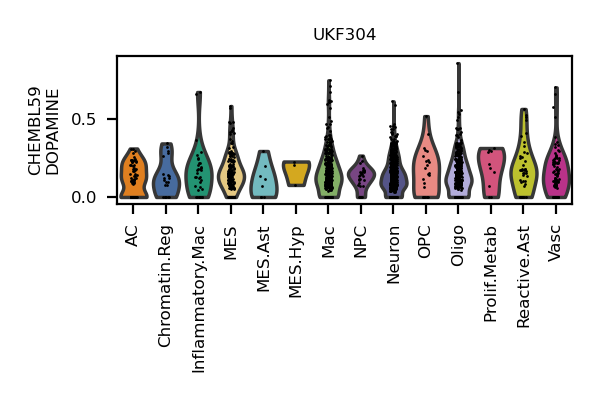 UKF304
CHEMBL59
DOPAMINE
0.5
0.0
AC
Chromatin.Reg
Inflammatory.Mac
MES
MES.Ast
MES.Hyp
Mac
NPC
Neuron
OPC
Oligo
Prolif.Metab
Reactive.Ast
Vasc